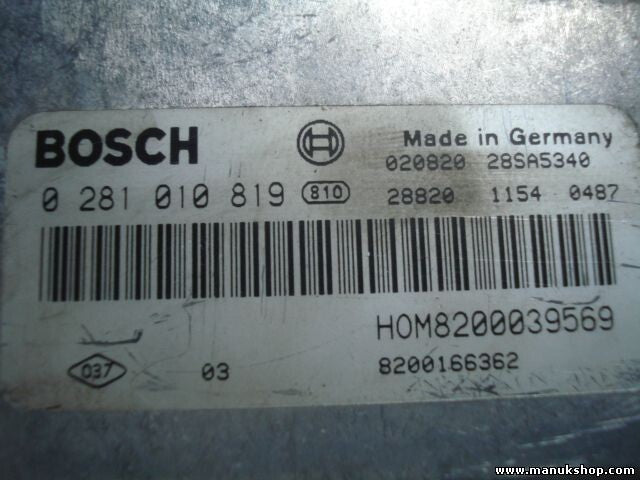 BOSCH
Made in Germany
020820 28SA5340
0 281 010 819 810
28820 1154 0487
HOM8200039569
037 03
8200166362
www.manukshop.com